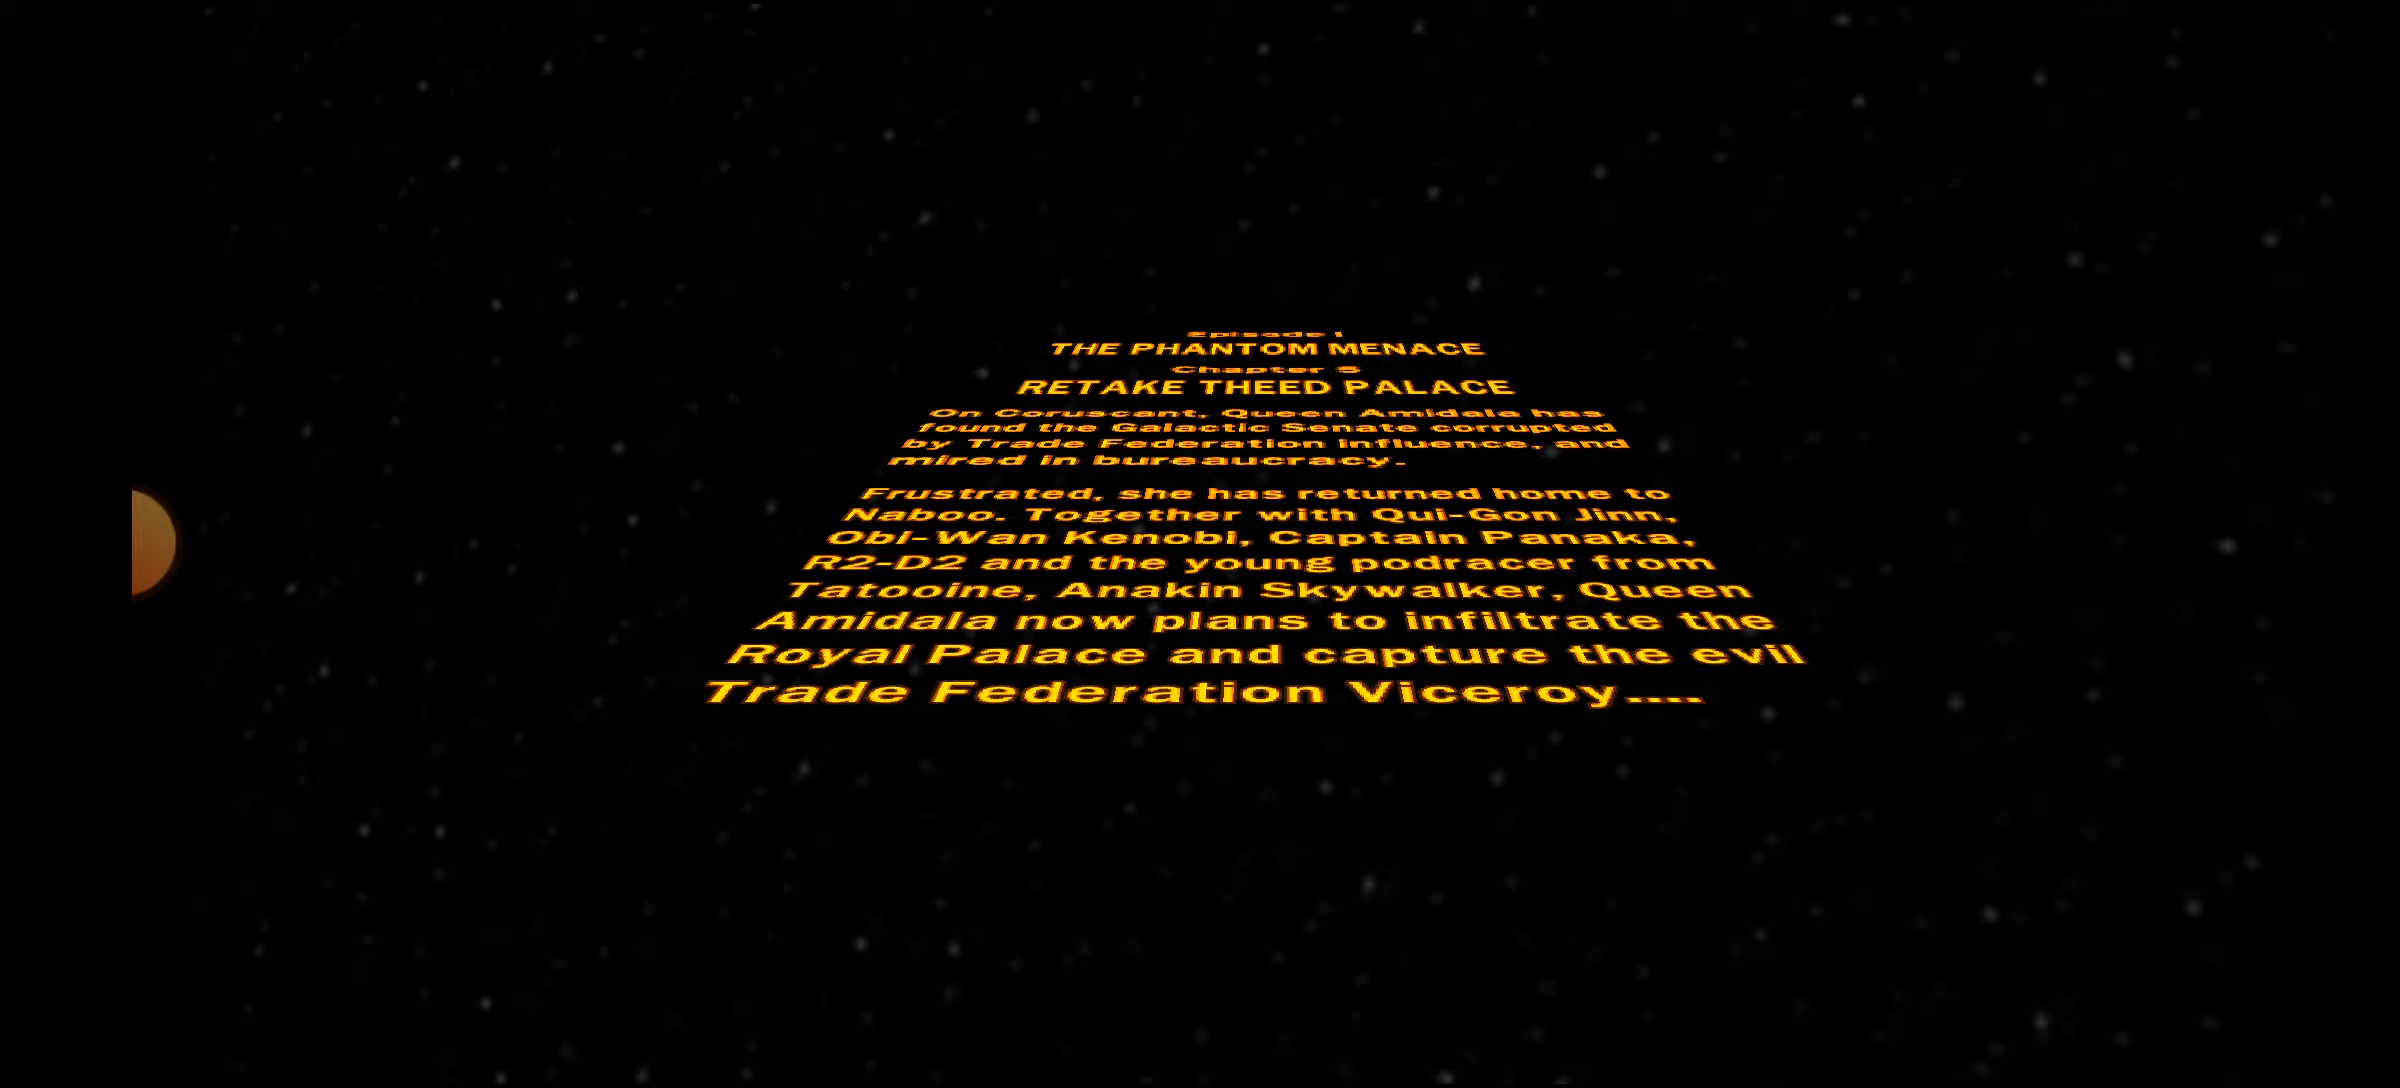 Episode I
THE PHANTOM MENACE
Chapter 5
RETAKE THEED PALACE
On Coruscant, Queen Amidala has
found the Galactic Senate corrupted
by Trade Federation influence, and
mired in bureaucracy.
Frustrated, she has returned home to
Naboo. Together with Qui-Gon Jinn,
Obi-Wan Kenobi, Captain Panaka,
R2-D2 and the young podracer from
Tatooine, Anakin Skywalker, Queen
Amidala now plans to infiltrate the
Royal Palace and capture the evil
Trade Federation Viceroy....